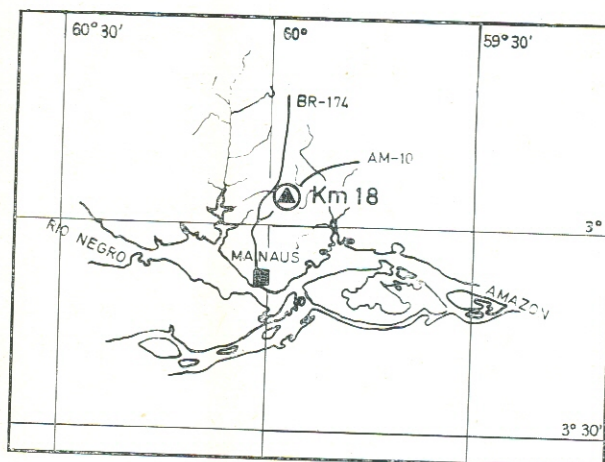 60° 30'
60°
59° 30'
BR-174
AM-10
Km 18
3°
RIO NEGRO
MANAUS
AMAZON
3° 30'